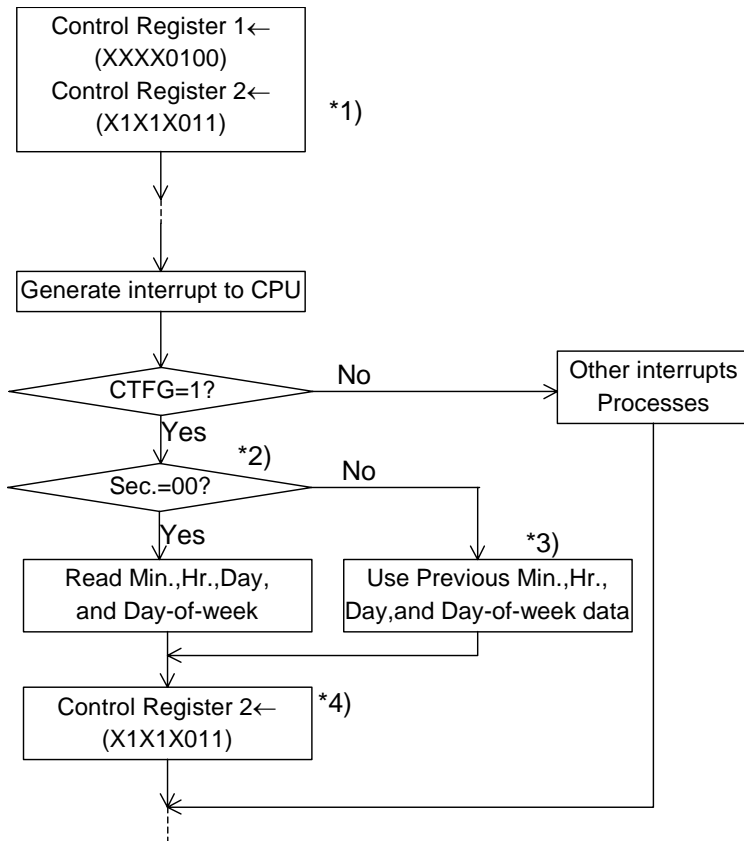 Control Register 1←
(XXXX0100)
Control Register 2←
(X1X1X011)
*1)
Generate interrupt to CPU
CTFG=1?
No
Other interrupts
Processes
Yes
*2)
Sec.=00?
No
Yes
*3)
Read Min.,Hr.,Day,
and Day-of-week
Use Previous Min.,Hr.,
Day,and Day-of-week data
Control Register 2←
(X1X1X011)
*4)